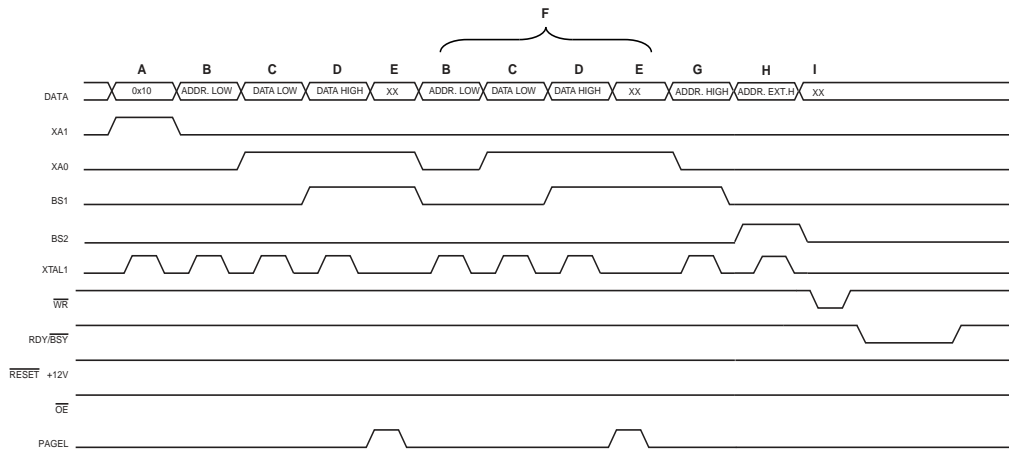 F
A B C D E B C D E G H I
DATA 0x10 ADDR. LOW DATA LOW DATA HIGH XX ADDR. LOW DATA LOW DATA HIGH XX ADDR. HIGH ADDR. EXT.H XX
XA1
XA0
BS1
BS2
XTAL1
WR
RDY/BSY
RESET +12V
OE
PAGEL